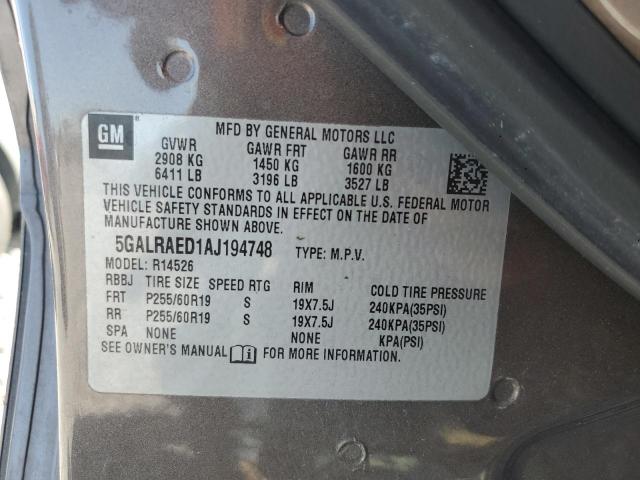 GM ®
MFD BY GENERAL MOTORS LLC
GVWR GAWR FRT GAWR RR
2908 KG 1450 KG 1600 KG
6411 LB 3196 LB 3527 LB
THIS VEHICLE CONFORMS TO ALL APPLICABLE U.S. FEDERAL MOTOR
VEHICLE SAFETY STANDARDS IN EFFECT ON THE DATE OF
MANUFACTURE SHOWN ABOVE.
5GALRAED1AJ194748 TYPE: M.P.V.
MODEL: R14526
RBBJ TIRE SIZE SPEED RTG RIM COLD TIRE PRESSURE
FRT P255/60R19 S 19X7.5J 240KPA(35PSI)
RR P255/60R19 S 19X7.5J 240KPA(35PSI)
SPA NONE NONE KPA(PSI)
SEE OWNER'S MANUAL FOR MORE INFORMATION.